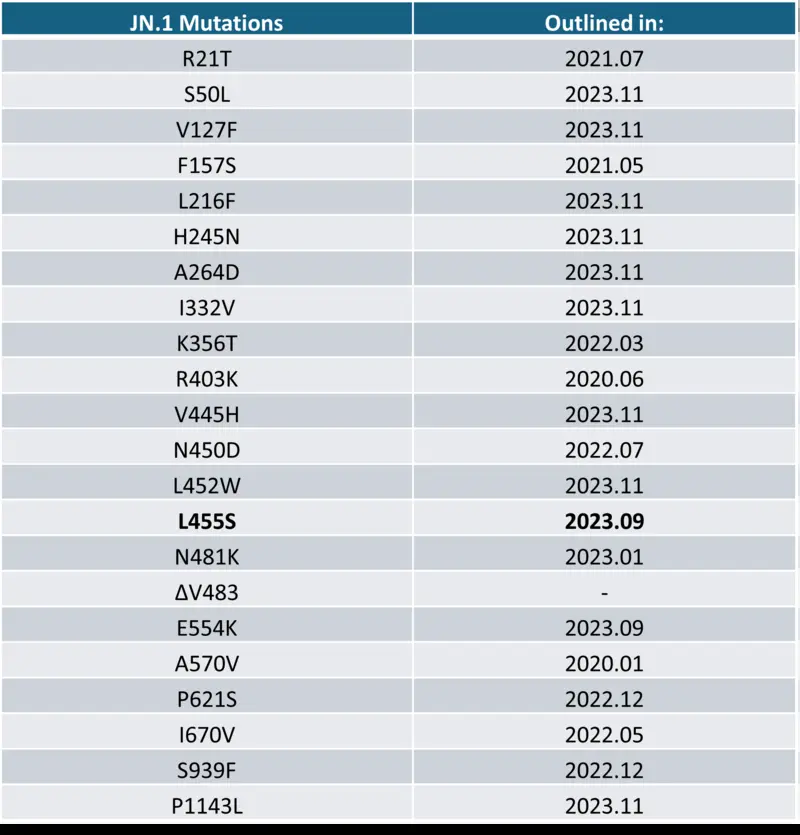 JN.1 Mutations Outlined in:
R21T 2021.07
S50L 2023.11
V127F 2023.11
F157S 2021.05
L216F 2023.11
H245N 2023.11
A264D 2023.11
I332V 2023.11
K356T 2022.03
R403K 2020.06
V445H 2023.11
N450D 2022.07
L452W 2023.11
L455S 2023.09
N481K 2023.01
ΔV483 -
E554K 2023.09
A570V 2020.01
P621S 2022.12
I670V 2022.05
S939F 2022.12
P1143L 2023.11